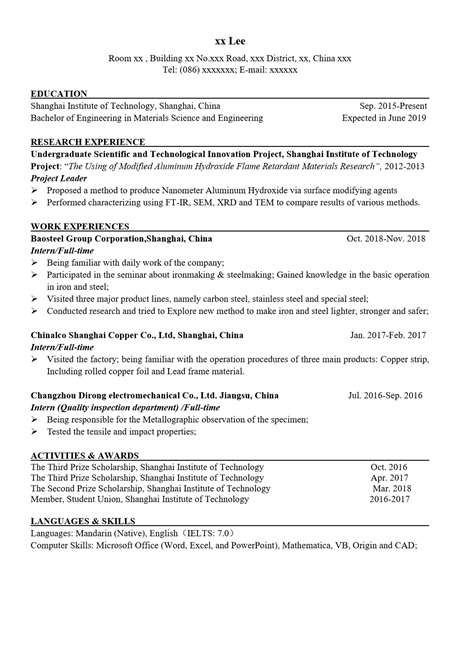 xx Lee
Room xx , Building xx No.xxx Road, xxx District, xx, China xxx
Tel: (086) xxxxxxx; E-mail: xxxxxx
EDUCATION
Shanghai Institute of Technology, Shanghai, China Sep. 2015-Present
Bachelor of Engineering in Materials Science and Engineering Expected in June 2019
RESEARCH EXPERIENCE
Undergraduate Scientific and Technological Innovation Project, Shanghai Institute of Technology
Project: “The Using of Modified Aluminum Hydroxide Flame Retardant Materials Research”, 2012-2013
Project Leader
➢ Proposed a method to produce Nanometer Aluminum Hydroxide via surface modifying agents
➢ Performed characterizing using FT-IR, SEM, XRD and TEM to compare results of various methods.
WORK EXPERIENCES
Baosteel Group Corporation,Shanghai, China Oct. 2018-Nov. 2018
Intern/Full-time
➢ Being familiar with daily work of the company;
➢ Participated in the seminar about ironmaking & steelmaking; Gained knowledge in the basic operation
in iron and steel;
➢ Visited three major product lines, namely carbon steel, stainless steel and special steel;
➢ Conducted research and tried to Explore new method to make iron and steel lighter, stronger and safer;
Chinalco Shanghai Copper Co., Ltd, Shanghai, China Jan. 2017-Feb. 2017
Intern/Full-time
➢ Visited the factory; being familiar with the operation procedures of three main products: Copper strip,
Including rolled copper foil and Lead frame material.
Changzhou Dirong electromechanical Co., Ltd. Jiangsu, China Jul. 2016-Sep. 2016
Intern (Quality inspection department) /Full-time
➢ Being responsible for the Metallographic observation of the specimen;
➢ Tested the tensile and impact properties;
ACTIVITIES & AWARDS
The Third Prize Scholarship, Shanghai Institute of Technology Oct. 2016
The Third Prize Scholarship, Shanghai Institute of Technology Apr. 2017
The Second Prize Scholarship, Shanghai Institute of Technology Mar. 2018
Member, Student Union, Shanghai Institute of Technology 2016-2017
LANGUAGES & SKILLS
Languages: Mandarin (Native), English（IELTS: 7.0）
Computer Skills: Microsoft Office (Word, Excel, and PowerPoint), Mathematica, VB, Origin and CAD;